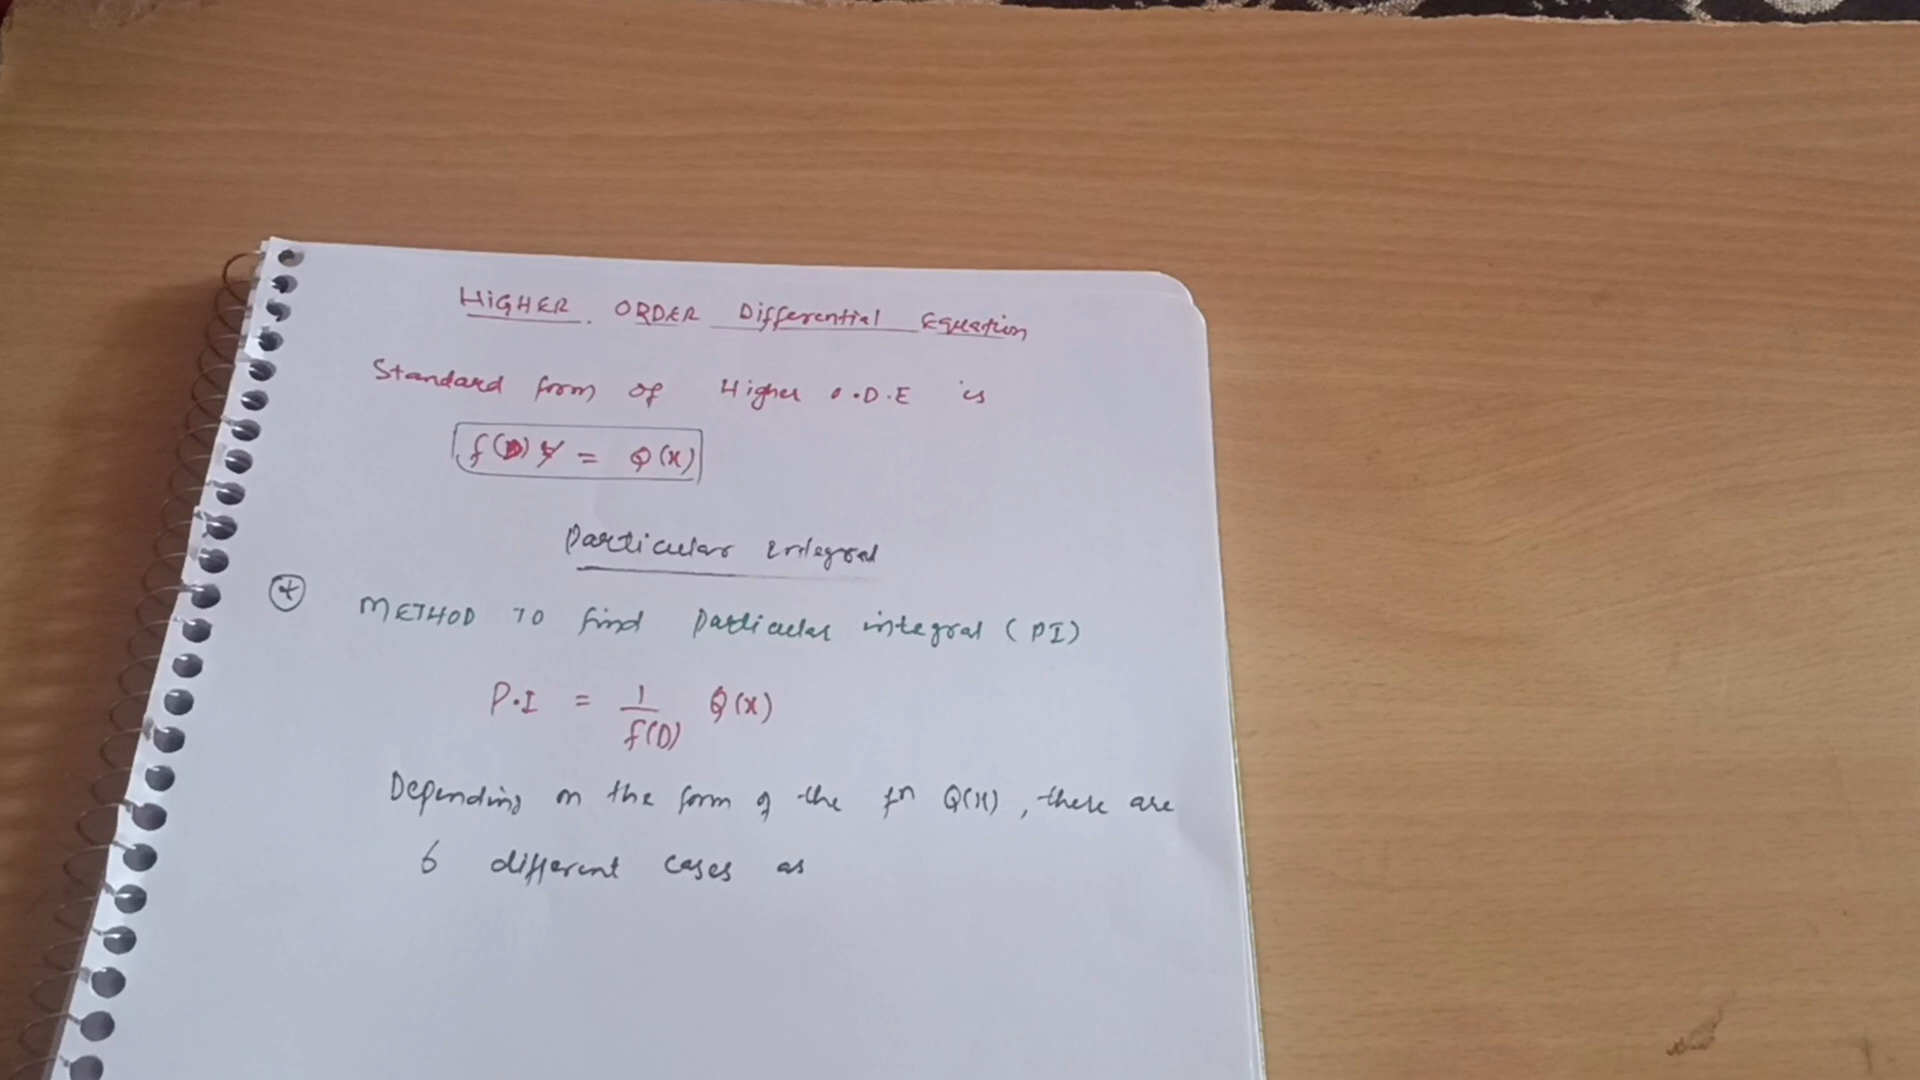 HIGHER ORDER Differential Equation
Standard form of Higher O.D.E is
f(D) y = Q(x)
Particular Integral
* METHOD TO find Particular integral (PI)
P.I = 1/f(D) Q(x)
Depending on the form of the fn Q(x), there are
6 different cases as